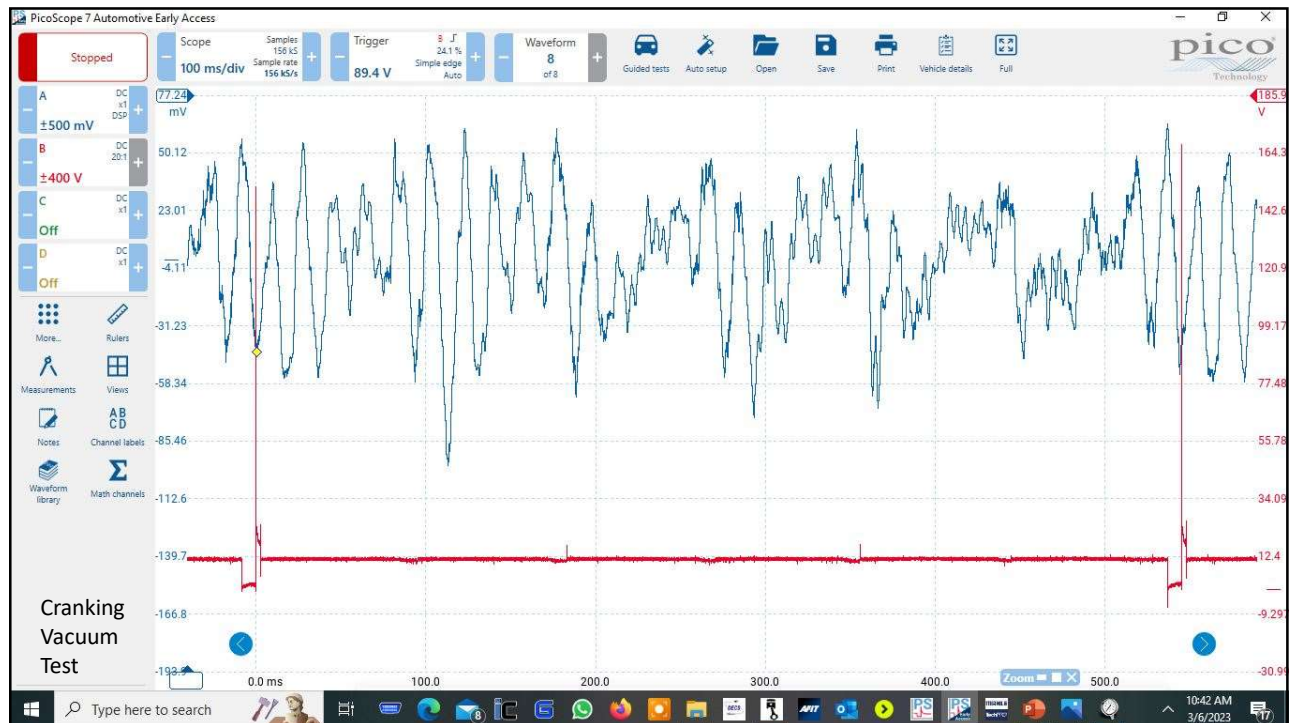 PicoScope 7 Automotive Early Access
Stopped
Scope
100 ms/div
Samples
156 kS
Sample rate
156 kS/s
Trigger
89.4 V
B
24.1 %
Simple edge
Auto
Waveform
8
of 8
Guided tests
Auto setup
Open
Save
Print
Vehicle details
Full
pico
Technology
A
DC
x1
DSP
±500 mV
B
DC
20:1
±400 V
C
DC
x1
Off
D
DC
x1
Off
More...
Rulers
Measurements
Views
Notes
Channel labels
Waveform library
Math channels
AB
CD
Σ
77.24
mV
50.12
23.01
-4.11
-31.23
-58.34
-85.46
-112.6
-139.7
-166.8
-193.9
185.9
V
164.3
142.6
120.9
99.17
77.48
55.78
34.09
12.4
-9.297
-30.99
0.0 ms
100.0
200.0
300.0
400.0
500.0
Zoom
Cranking
Vacuum
Test
Type here to search
10:42 AM
3/6/2023